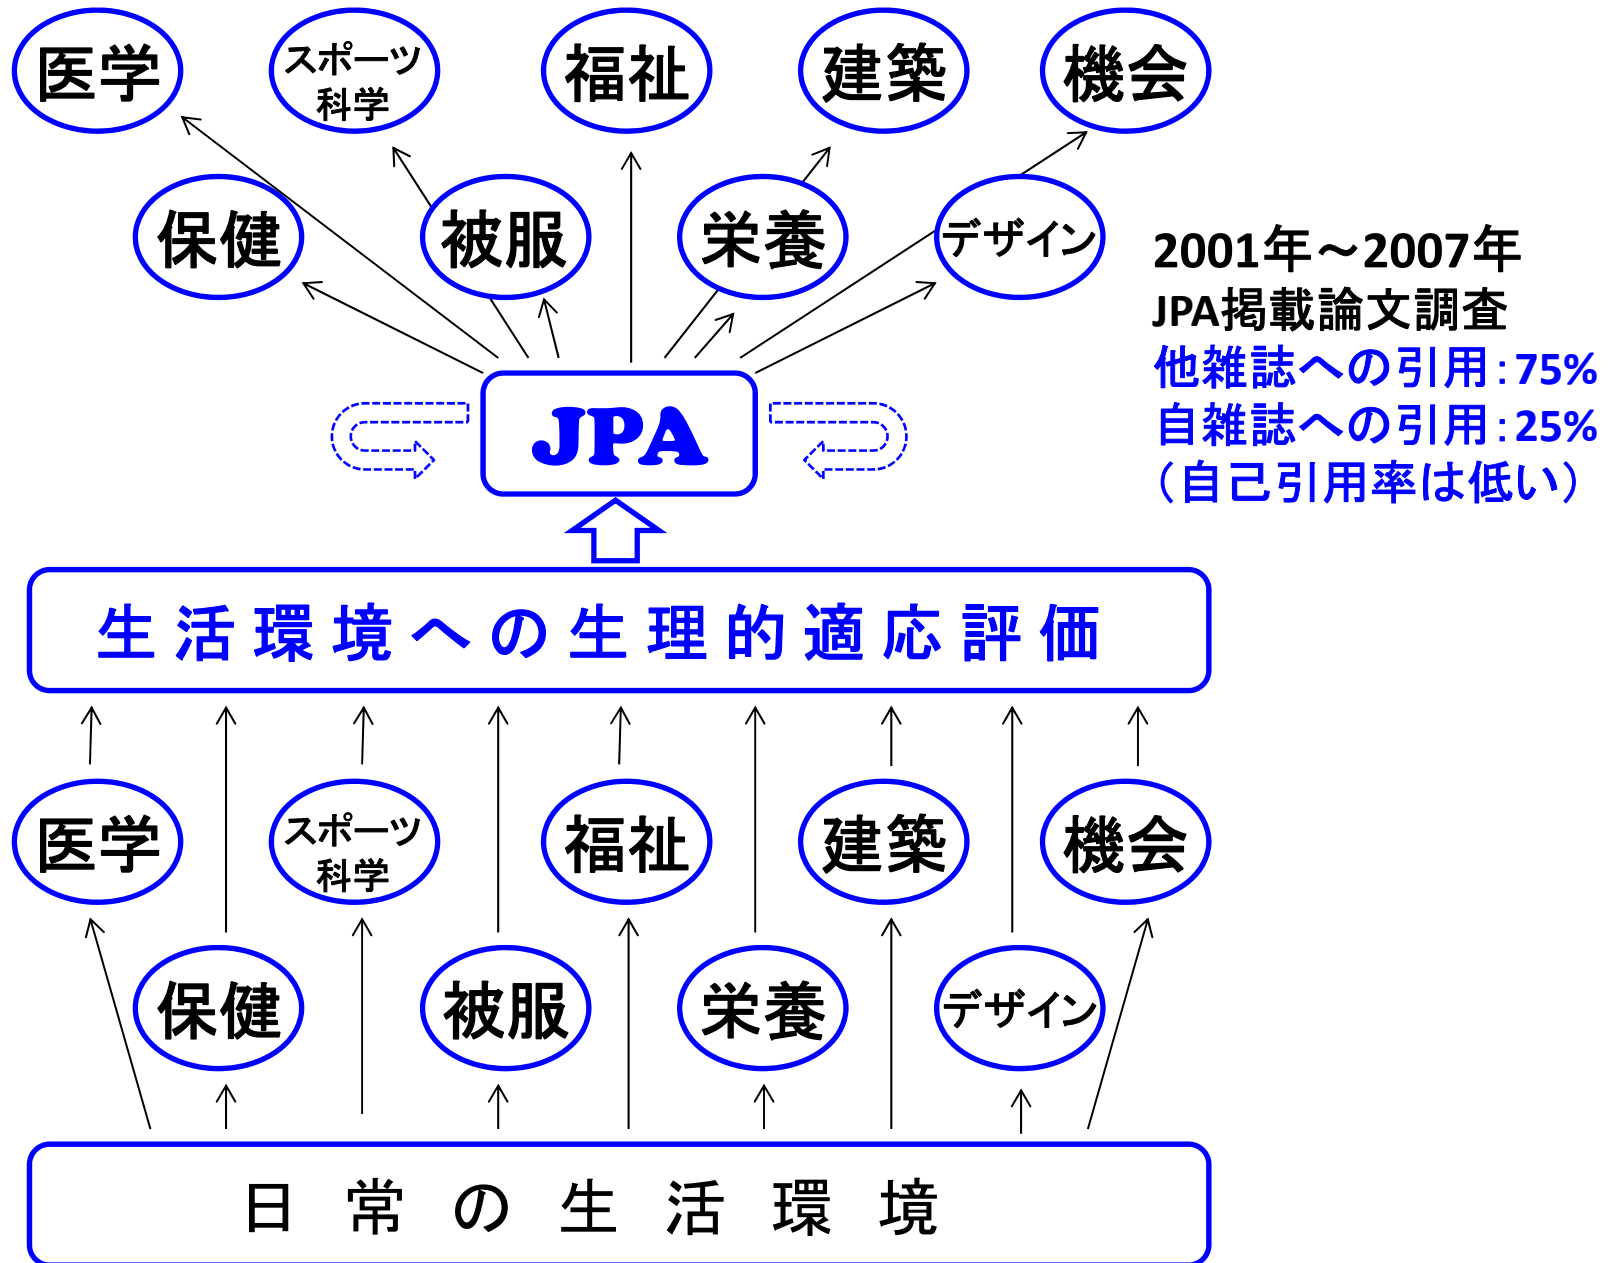 医学
スポーツ
科学
福祉
建築
機会
保健
被服
栄養
デザイン
2001年～2007年
JPA掲載論文調査
他雑誌への引用：75%
自雑誌への引用：25%
（自己引用率は低い）
JPA
生活環境への生理的適応評価
医学
スポーツ
科学
福祉
建築
機会
保健
被服
栄養
デザイン
日常の生活環境